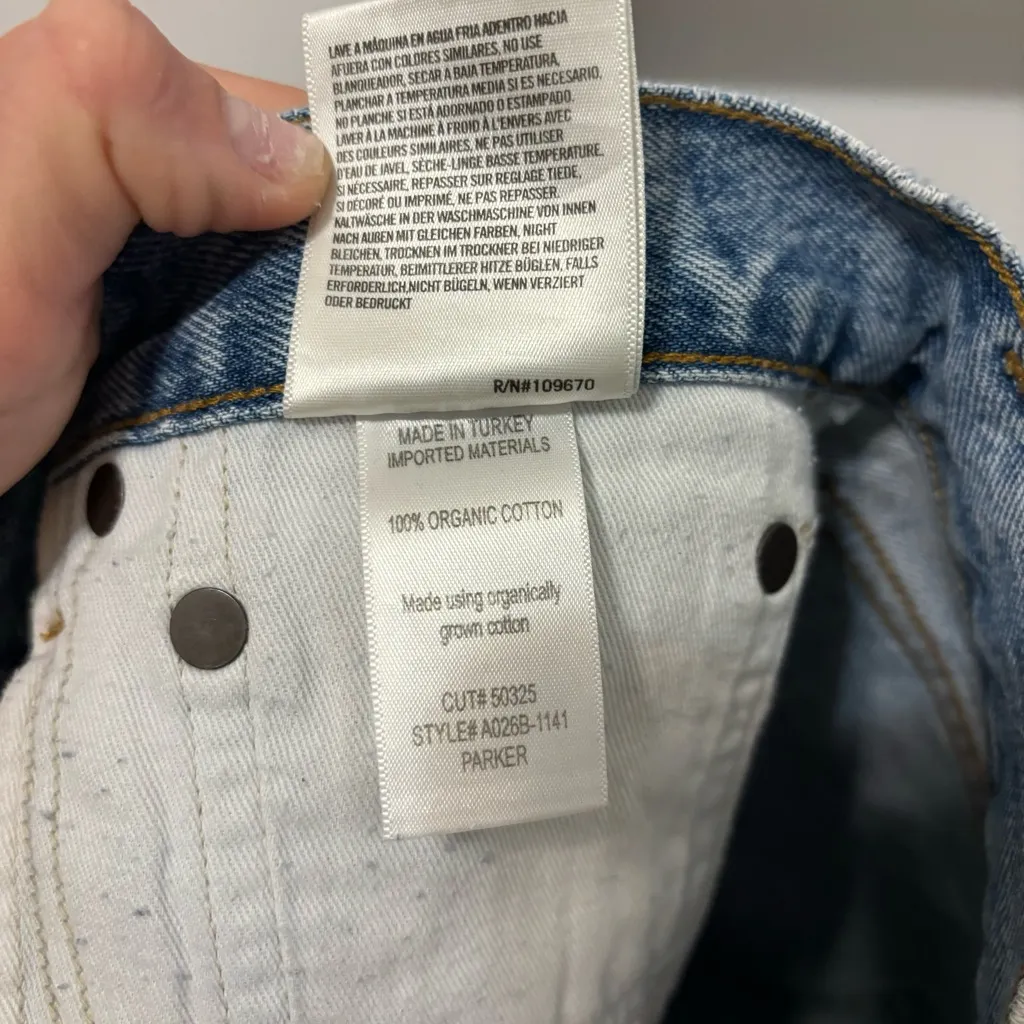 LAVE A MÁQUINA EN AGUA FRIA ADENTRO HACIA
AFUERA CON COLORES SIMILARES, NO USE
BLANQUEADOR, SECAR A BAJA TEMPERATURA,
PLANCHAR A TEMPERATURA MEDIA SI ES NECESARIO.
NO PLANCHE SI ESTÁ ADORNADO O ESTAMPADO.
LAVER À LA MACHINE À FROID À L'ENVERS AVEC
DES COULEURS SIMILAIRES, NE PAS UTILISER
D'EAU DE JAVEL, SÈCHE-LINGE BASSE TEMPERATURE.
SI NÉCESSAIRE, REPASSER SUR REGLAGE TIEDE,
SI DÉCORÉ OU IMPRIMÉ, NE PAS REPASSER.
KALTWÄSCHE IN DER WASCHMASCHINE VON INNEN
NACH AUßEN MIT GLEICHEN FARBEN, NIGHT
BLEICHEN, TROCKNEN IM TROCKNER BEI NIEDRIGER
TEMPERATUR, BEIMITTLERER HITZE BÜGLEN, FALLS
ERFORDERLICH,NICHT BÜGELN, WENN VERZIERT
ODER BEDRUCKT
R/N#109670
MADE IN TURKEY
IMPORTED MATERIALS
100% ORGANIC COTTON
Made using organically
grown cotton
CUT# 50325
STYLE# A026B-1141
PARKER